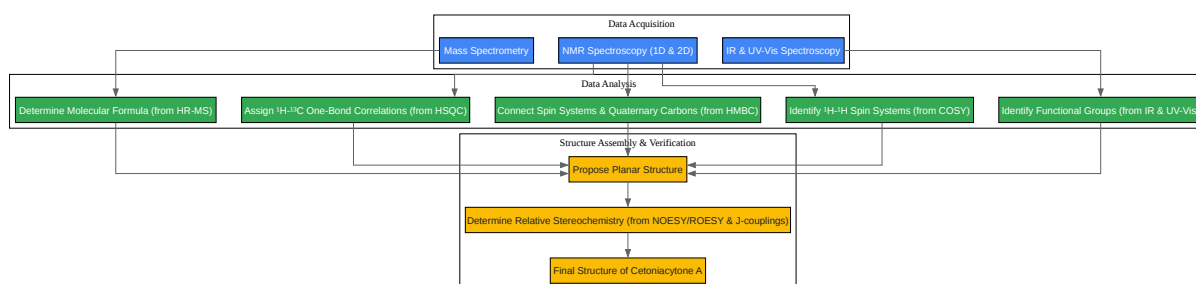 Data Acquisition
Mass Spectrometry
NMR Spectroscopy (1D & 2D)
IR & UV-Vis Spectroscopy
Data Analysis
Determine Molecular Formula (from HR-MS)
Assign ¹H-¹³C One-Bond Correlations (from HSQC)
Connect Spin Systems & Quaternary Carbons (from HMBC)
Identify ¹H-¹H Spin Systems (from COSY)
Identify Functional Groups (from IR & UV-Vis
Structure Assembly & Verification
Propose Planar Structure
Determine Relative Stereochemistry (from NOESY/ROESY & J-couplings)
Final Structure of Cetoniacytone A